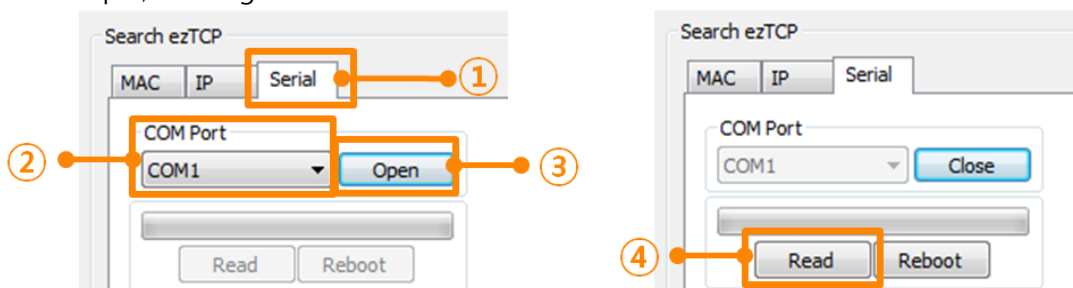 Search ezTCP
MAC IP Serial
①
COM Port
②
COM1 Open
③
Read Reboot
Search ezTCP
MAC IP Serial
COM Port
COM1 Close
④
Read Reboot